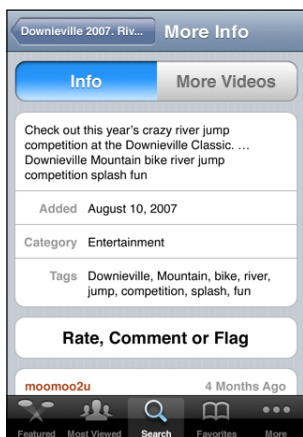 Downieville 2007. Riv...
More Info
Info
More Videos
Check out this year's crazy river jump
competition at the Downieville Classic. ...
Downieville Mountain bike river jump
competition splash fun
Added August 10, 2007
Category Entertainment
Tags Downieville, Mountain, bike, river,
jump, competition, splash, fun
Rate, Comment or Flag
moomoo2u 4 Months Ago
Featured Most Viewed Search Favorites More